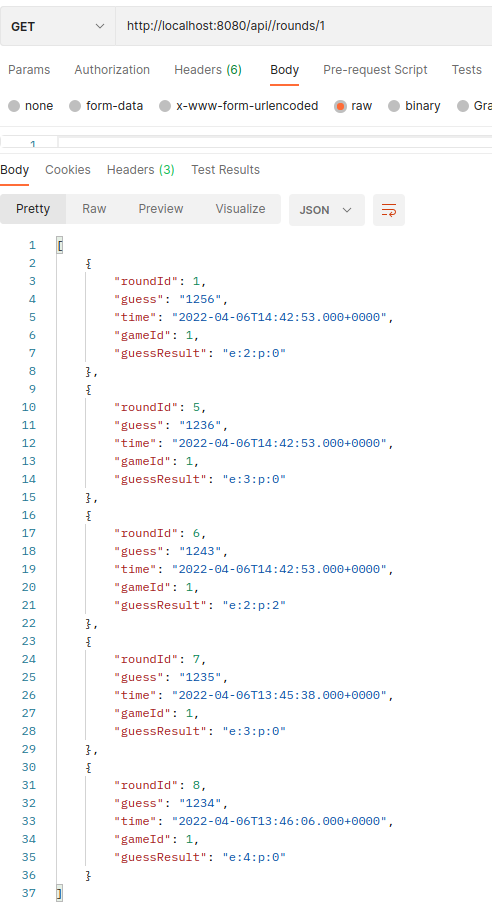 GET http://localhost:8080/api//rounds/1
Params Authorization Headers (6) Body Pre-request Script Tests
none form-data x-www-form-urlencoded raw binary Gra
1
Body Cookies Headers (3) Test Results
Pretty Raw Preview Visualize JSON
1 [
2 {
3 "roundId": 1,
4 "guess": "1256",
5 "time": "2022-04-06T14:42:53.000+0000",
6 "gameId": 1,
7 "guessResult": "e:2:p:0"
8 },
9 {
10 "roundId": 5,
11 "guess": "1236",
12 "time": "2022-04-06T14:42:53.000+0000",
13 "gameId": 1,
14 "guessResult": "e:3:p:0"
15 },
16 {
17 "roundId": 6,
18 "guess": "1243",
19 "time": "2022-04-06T14:42:53.000+0000",
20 "gameId": 1,
21 "guessResult": "e:2:p:2"
22 },
23 {
24 "roundId": 7,
25 "guess": "1235",
26 "time": "2022-04-06T13:45:38.000+0000",
27 "gameId": 1,
28 "guessResult": "e:3:p:0"
29 },
30 {
31 "roundId": 8,
32 "guess": "1234",
33 "time": "2022-04-06T13:46:06.000+0000",
34 "gameId": 1,
35 "guessResult": "e:4:p:0"
36 }
37 ]